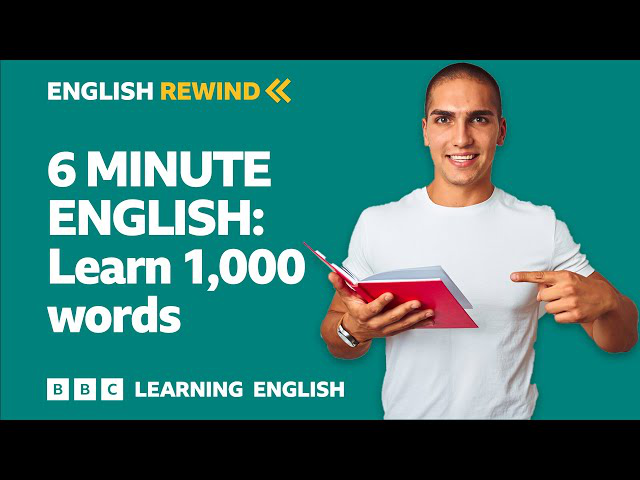 ENGLISH REWIND
6 MINUTE
ENGLISH:
Learn 1,000
words
BBC LEARNING ENGLISH